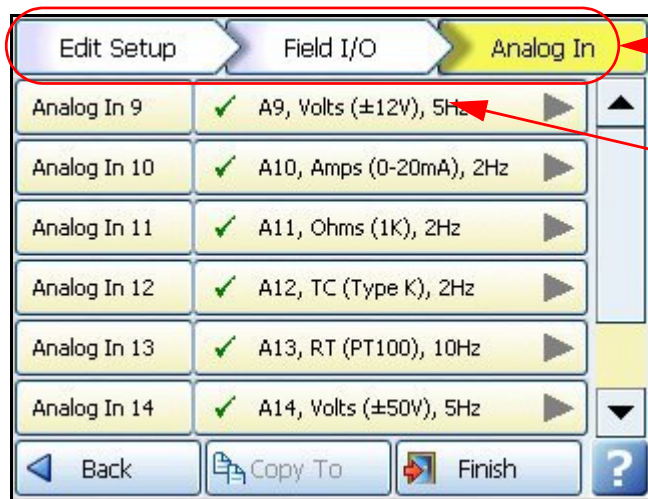 Edit Setup Field I/O Analog In
Analog In 9 A9, Volts (±12V), 5Hz
Analog In 10 A10, Amps (0-20mA), 2Hz
Analog In 11 A11, Ohms (1K), 2Hz
Analog In 12 A12, TC (Type K), 2Hz
Analog In 13 A13, RT (PT100), 10Hz
Analog In 14 A14, Volts (±50V), 5Hz
Back Copy To Finish ?